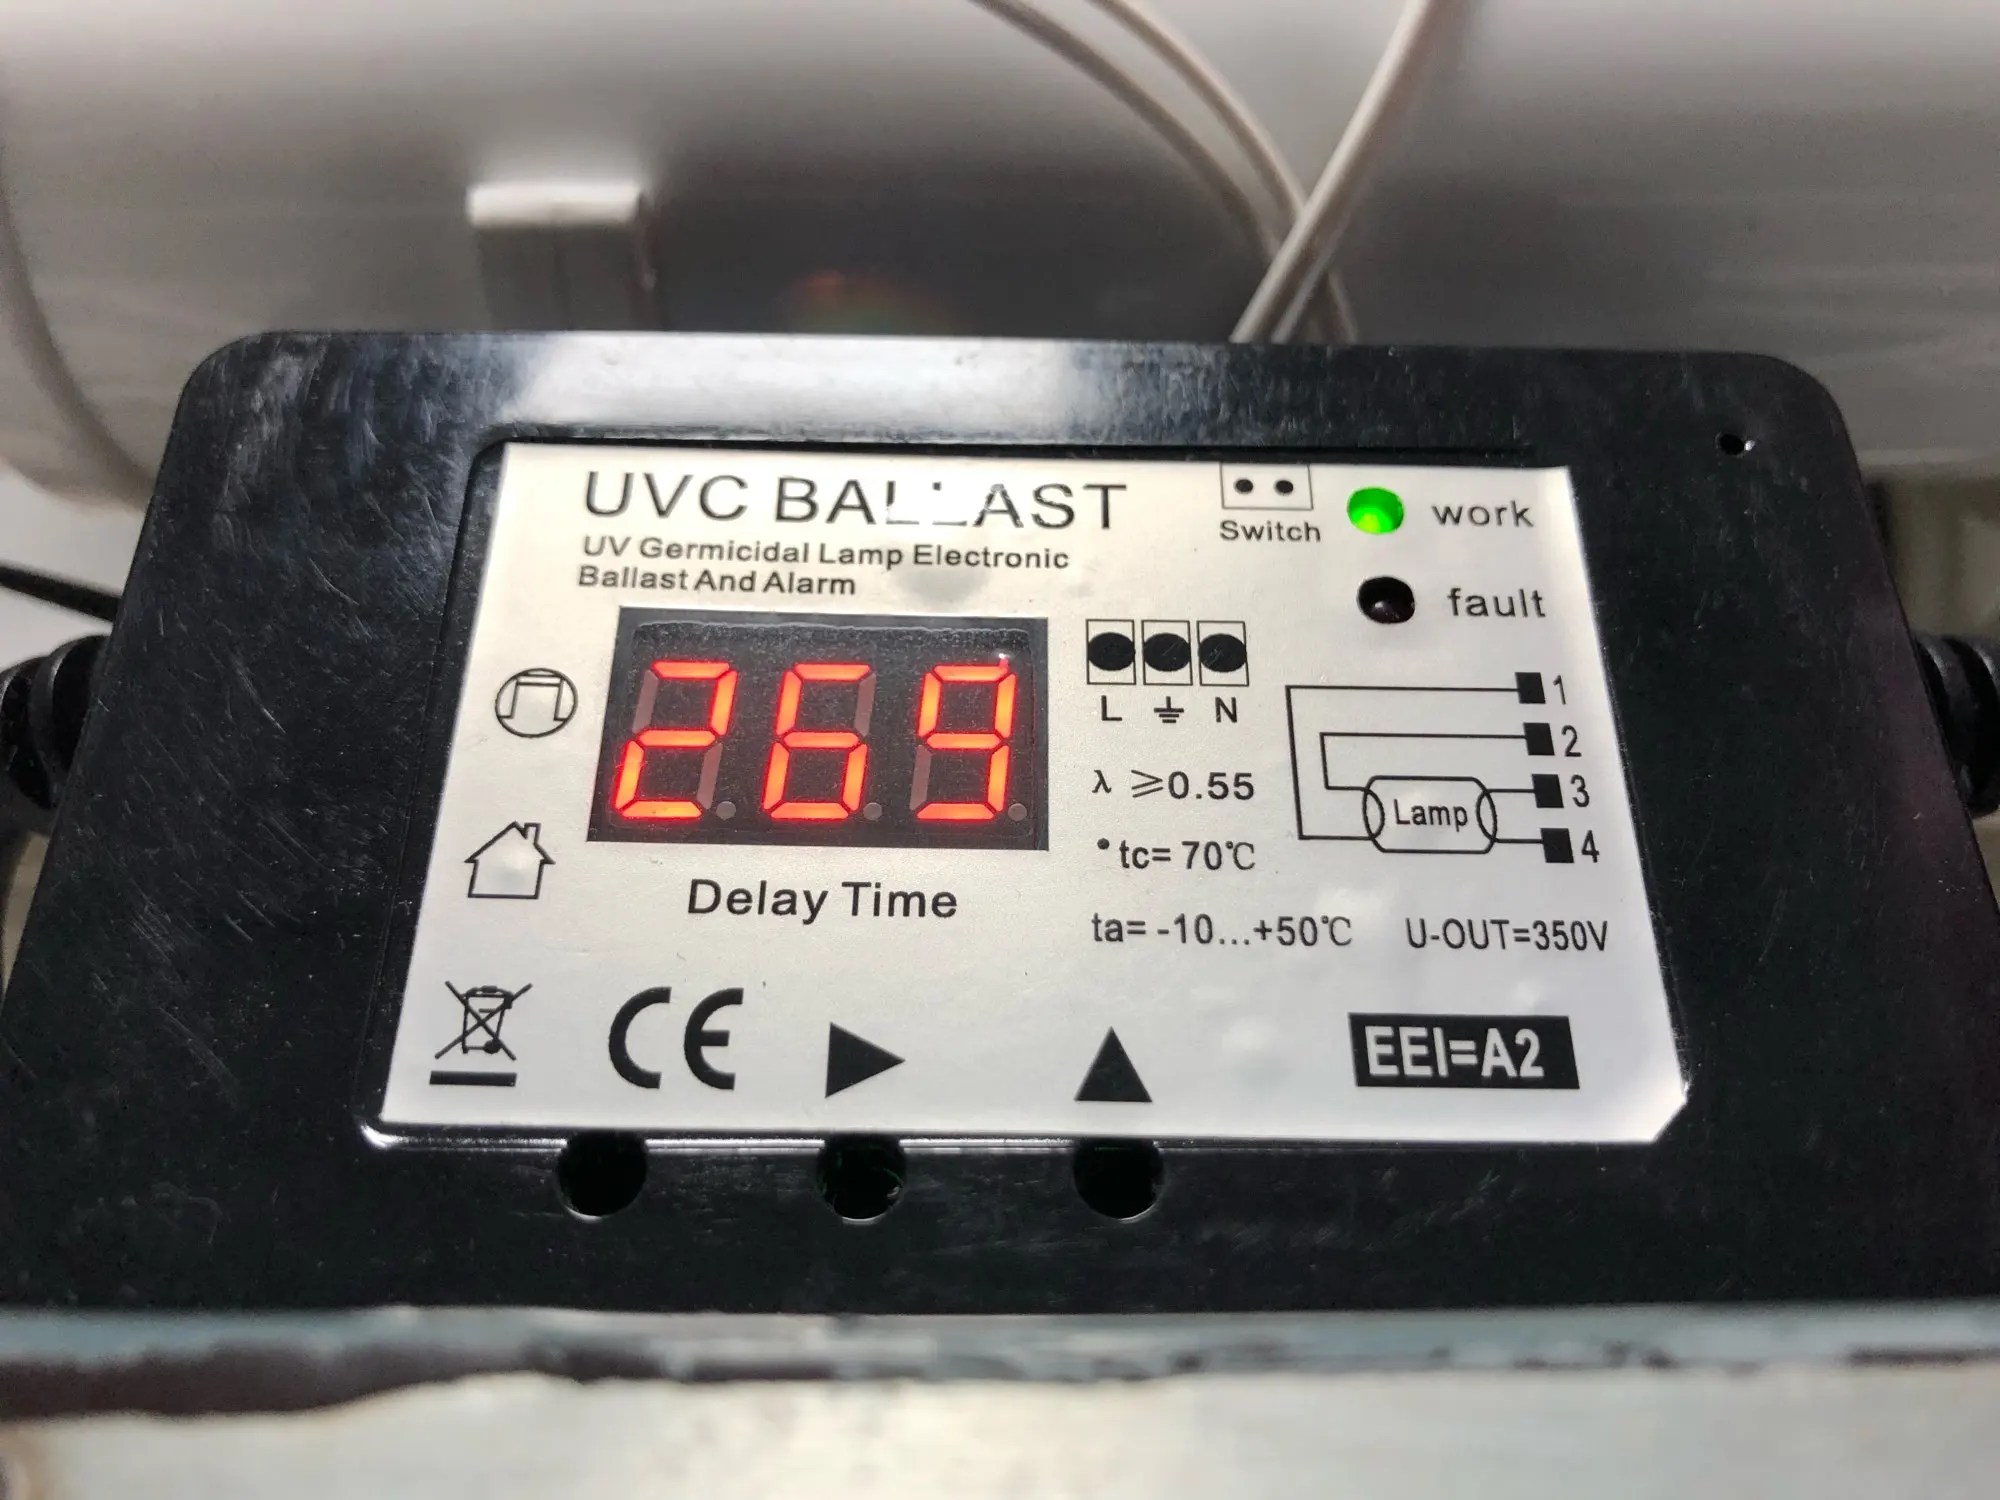 UVC BALLAST
UV Germicidal Lamp Electronic
Ballast And Alarm
Switch
work
fault
269
Delay Time
L N
λ ≥0.55
•tc= 70℃
ta= -10...+50℃ U-OUT=350V
1
2
3
4
Lamp
CE
EEI=A2